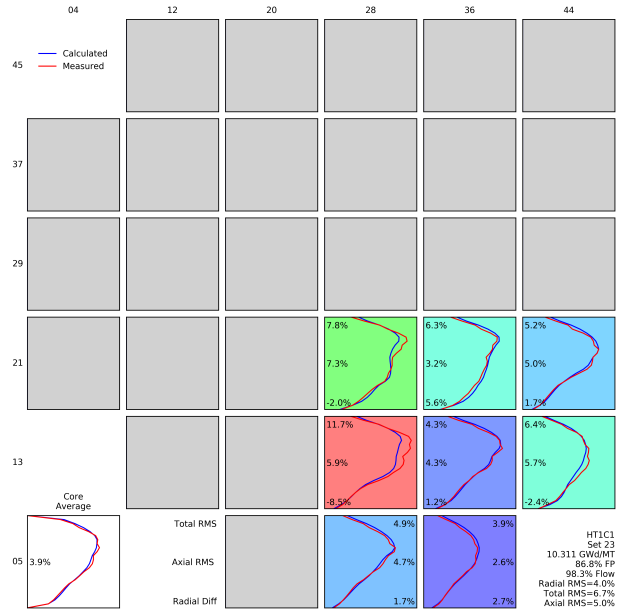 04 12 20 28 36 44
Calculated
Measured
45
37
29
21
7.8% 6.3% 5.2%
7.3% 3.2% 5.0%
-2.0% 5.6% 1.7%
13
11.7% 4.3% 6.4%
5.9% 4.3% 5.7%
-8.5% 1.2% -2.4%
Core
Average
05
3.9%
Total RMS 4.9% 3.9%
Axial RMS 4.7% 2.6%
Radial Diff 1.7% 2.7%
HT1C1
Set 23
10.311 GWd/MT
86.8% FP
98.3% Flow
Radial RMS=4.0%
Total RMS=6.7%
Axial RMS=5.0%